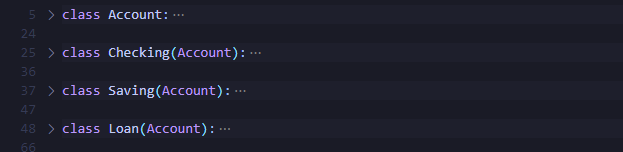 5 > class Account:···
24
25 > class Checking(Account):···
36
37 > class Saving(Account):···
47
48 > class Loan(Account):···
66